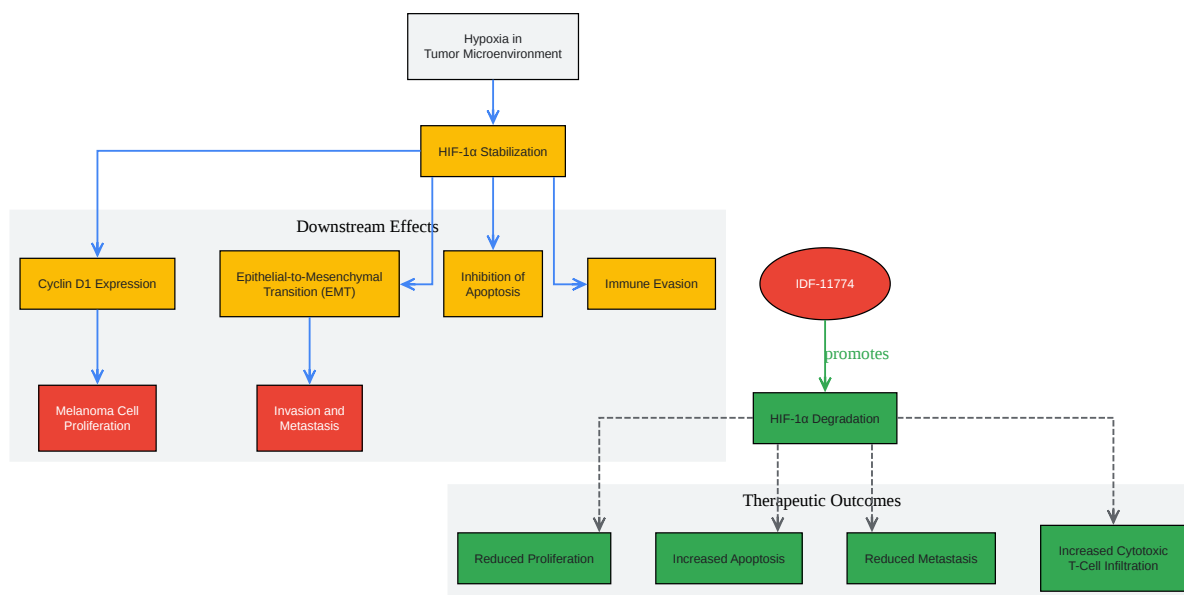 Hypoxia in
Tumor Microenvironment
HIF-1α Stabilization
Downstream Effects
Cyclin D1 Expression
Epithelial-to-Mesenchymal
Transition (EMT)
Inhibition of
Apoptosis
Immune Evasion
IDF-11774
promotes
Melanoma Cell
Proliferation
Invasion and
Metastasis
HIF-1α Degradation
Therapeutic Outcomes
Reduced Proliferation
Increased Apoptosis
Reduced Metastasis
Increased Cytotoxic
T-Cell Infiltration